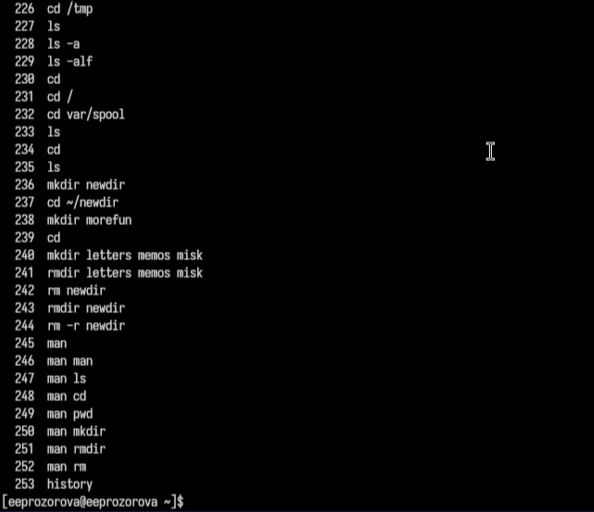 226 cd /tmp
227 ls
228 ls -a
229 ls -alf
230 cd
231 cd /
232 cd var/spool
233 ls
234 cd
235 ls
236 mkdir newdir
237 cd ~/newdir
238 mkdir morefun
239 cd
240 mkdir letters memos misk
241 rmdir letters memos misk
242 rm newdir
243 rmdir newdir
244 rm -r newdir
245 man
246 man man
247 man ls
248 man cd
249 man pwd
250 man mkdir
251 man rmdir
252 man rm
253 history
[eeprozorova@eeprozorova ~]$